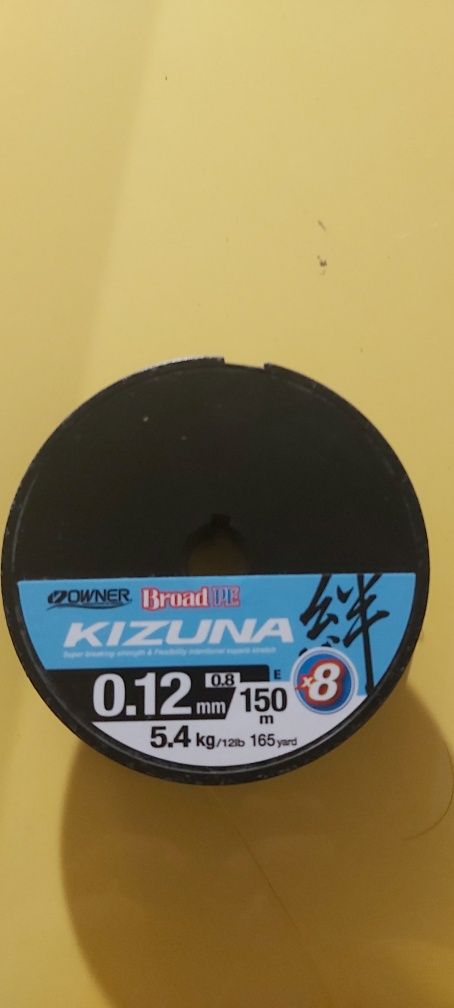 OWNER Broad PE
KIZUNA 絆
Super breaking strength & Flexibility intentional superb stretch
0.12 mm 0.8 150 m E x8
5.4 kg/12lb 165 yard